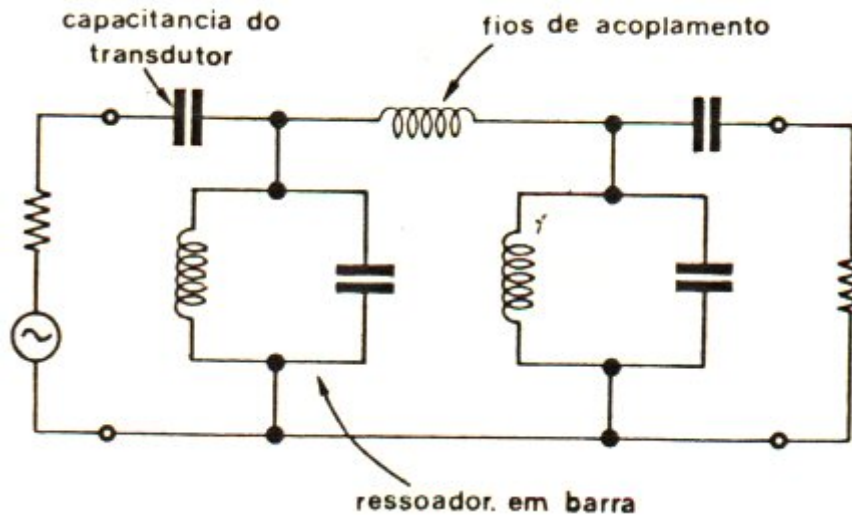 capacitancia do
transdutor
fios de acoplamento
ressoador. em barra